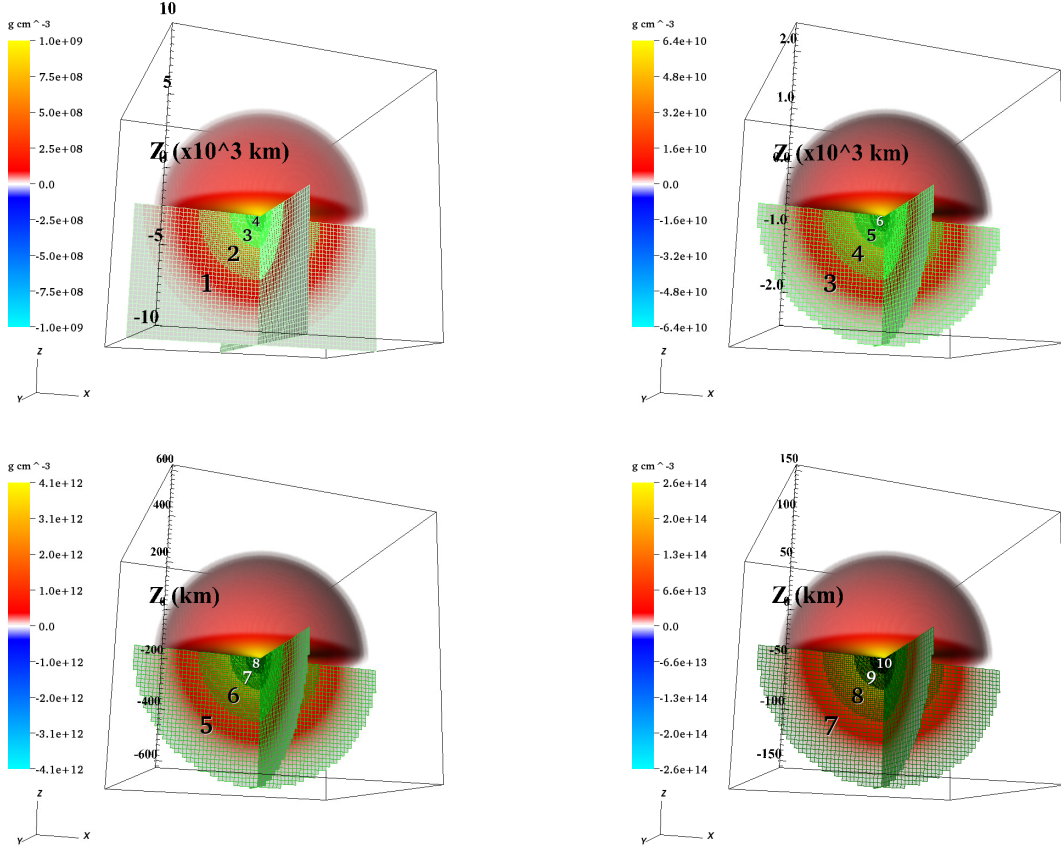 g cm^-3
1.0e+09
7.5e+08
5.0e+08
2.5e+08
0.0
-2.5e+08
-5.0e+08
-7.5e+08
-1.0e+09
10
5
0
-5
-10
Z (x10^3 km)
4
3
2
1
Z
Y
X
g cm^-3
6.4e+10
4.8e+10
3.2e+10
1.6e+10
0.0
-1.6e+10
-3.2e+10
-4.8e+10
-6.4e+10
2.0
1.0
0.0
-1.0
-2.0
Z (x10^3 km)
6
5
4
3
Z
Y
X
g cm^-3
4.1e+12
3.1e+12
2.0e+12
1.0e+12
0.0
-1.0e+12
-2.0e+12
-3.1e+12
-4.1e+12
600
400
200
0
-200
-400
-600
Z (km)
8
7
6
5
Z
Y
X
g cm^-3
2.6e+14
2.0e+14
1.3e+14
6.6e+13
0.0
-6.6e+13
-1.3e+14
-2.0e+14
-2.6e+14
150
100
50
0
-50
-100
-150
Z (km)
10
9
8
7
Z
Y
X